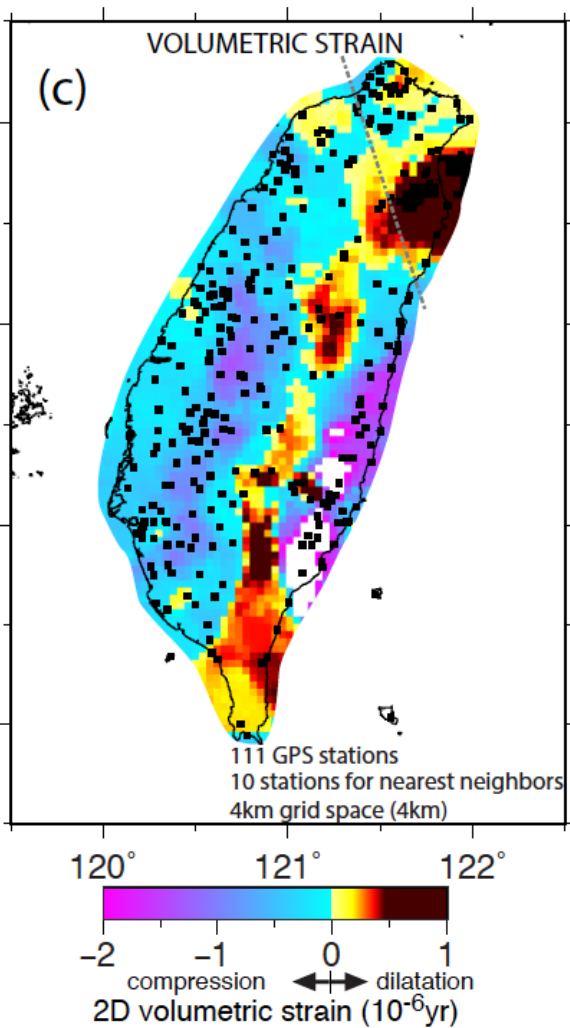 VOLUMETRIC STRAIN
(c)
111 GPS stations
10 stations for nearest neighbors
4km grid space (4km)
120° 121° 122°
−2 −1 0 1
compression dilatation
2D volumetric strain (10-6yr)